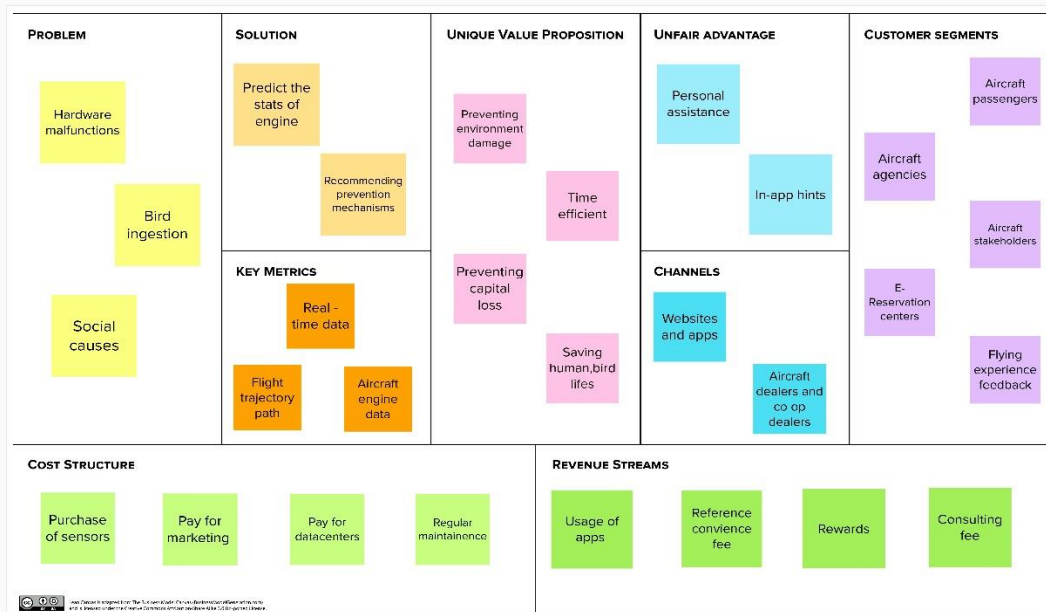 PROBLEM
Hardware
malfunctions
Bird
ingestion
Social
causes
SOLUTION
Predict the
stats of
engine
Recommending
prevention
mechanisms
KEY METRICS
Real -
time data
Flight
trajectory
path
Aircraft
engine
data
UNIQUE VALUE PROPOSITION
Preventing
environment
damage
Time
efficient
Preventing
capital
loss
Saving
human,bird
lifes
UNFAIR ADVANTAGE
Personal
assistance
In-app hints
CHANNELS
Websites
and apps
Aircraft
dealers and
co op
dealers
CUSTOMER SEGMENTS
Aircraft
passengers
Aircraft
agencies
Aircraft
stakeholders
E-
Reservation
centers
Flying
experience
feedback
COST STRUCTURE
Purchase
of sensors
Pay for
marketing
Pay for
datacenters
Regular
maintainence
REVENUE STREAMS
Usage of
apps
Reference
convience
fee
Rewards
Consulting
fee